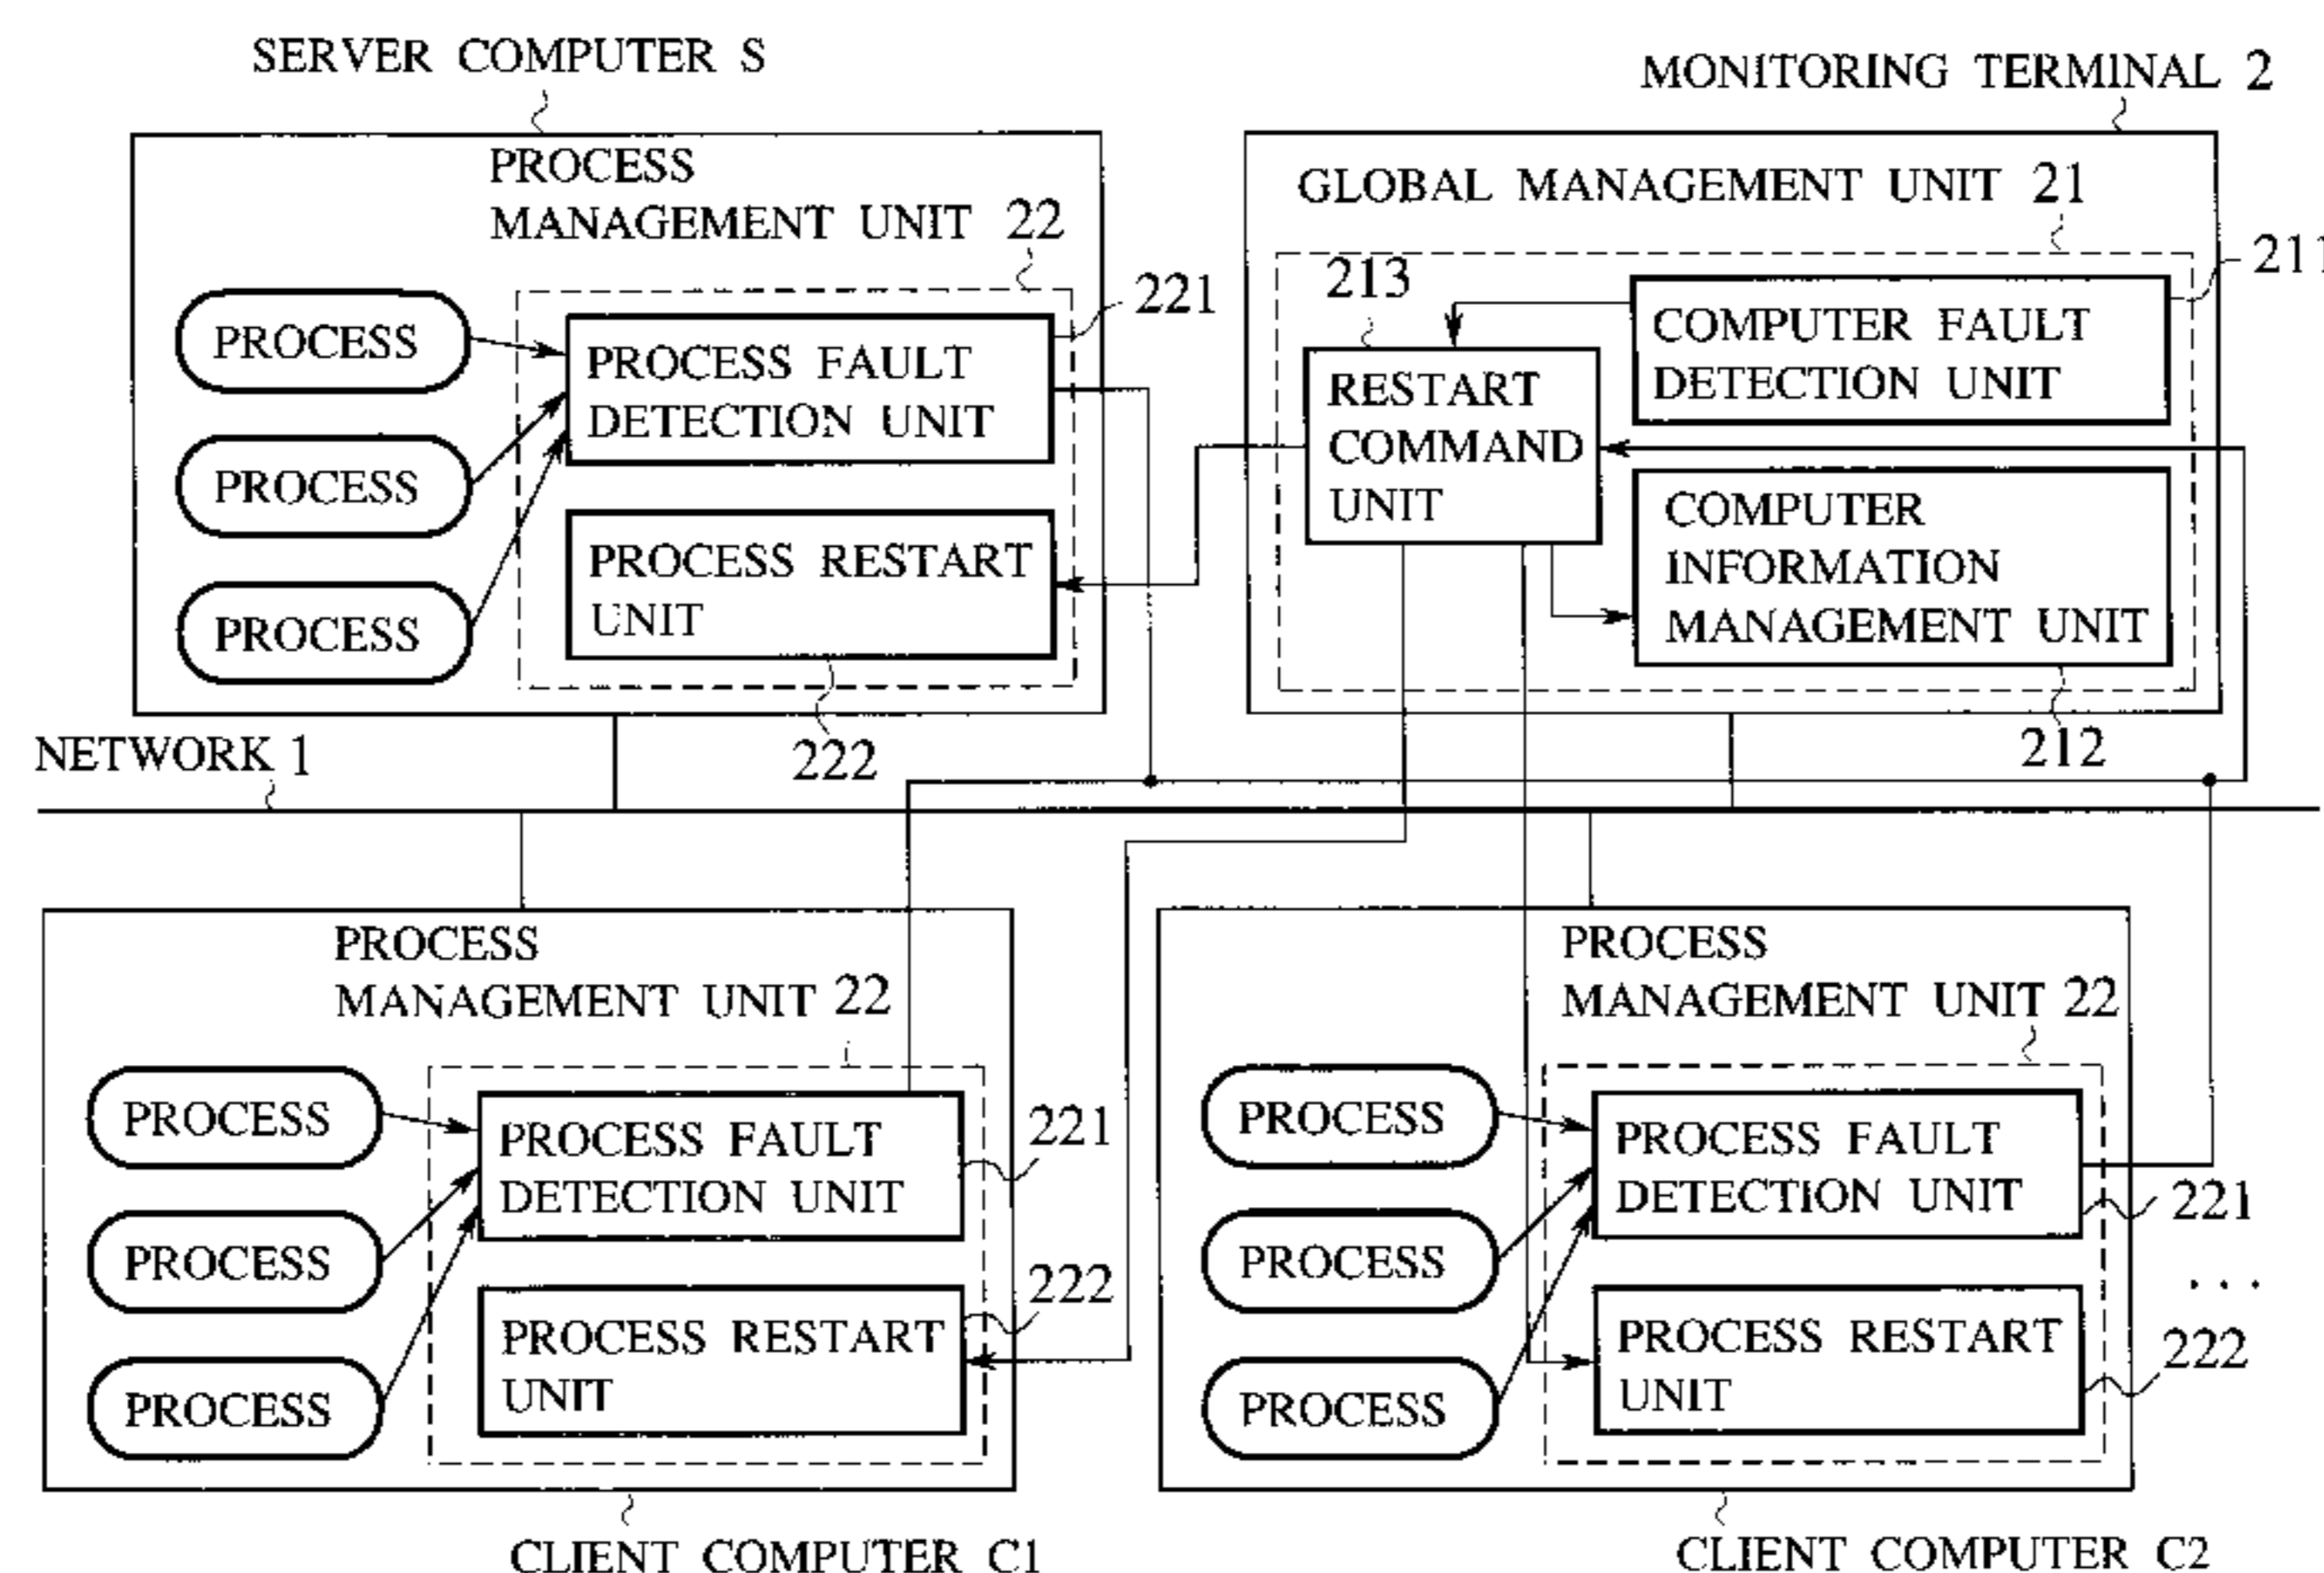 SERVER COMPUTER S
MONITORING TERMINAL 2
PROCESS
MANAGEMENT UNIT 22
PROCESS
PROCESS
PROCESS
221
PROCESS FAULT
DETECTION UNIT
PROCESS RESTART
UNIT
222
GLOBAL MANAGEMENT UNIT 21
211
213
RESTART
COMMAND
UNIT
COMPUTER FAULT
DETECTION UNIT
COMPUTER
INFORMATION
MANAGEMENT UNIT
212
NETWORK 1
PROCESS
MANAGEMENT UNIT 22
PROCESS
PROCESS
PROCESS
PROCESS FAULT
DETECTION UNIT
221
PROCESS RESTART
UNIT
222
CLIENT COMPUTER C1
PROCESS
MANAGEMENT UNIT 22
PROCESS
PROCESS
PROCESS
PROCESS FAULT
DETECTION UNIT
221
. . .
PROCESS RESTART
UNIT
222
CLIENT COMPUTER C2